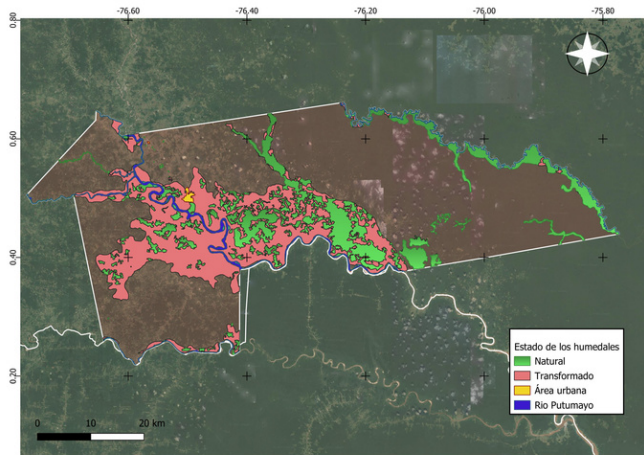 -76,60 -76,40 -76,20 -76,00 -75,80
0.80
0.60
0.40
0.20
Estado de los humedales
Natural
Transformado
Área urbana
Rio Putumayo
0 10 20 km